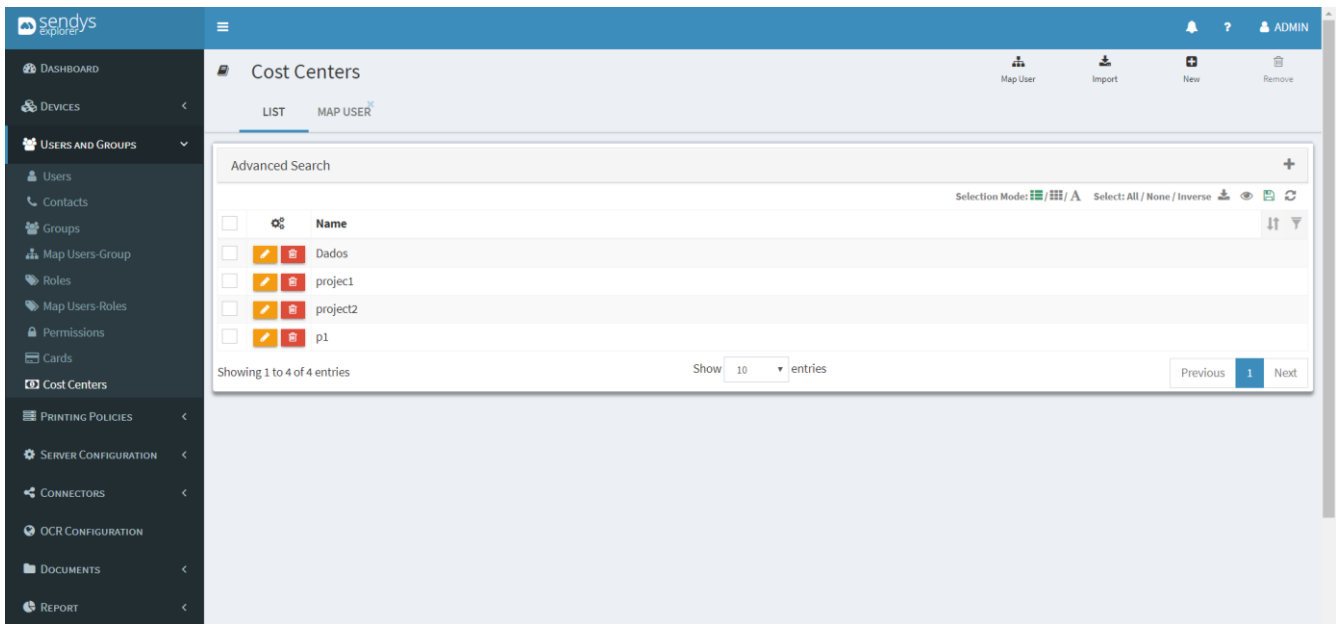 sendys
explorer
? ADMIN
DASHBOARD
DEVICES
USERS AND GROUPS
Users
Contacts
Groups
Map Users-Group
Roles
Map Users-Roles
Permissions
Cards
Cost Centers
PRINTING POLICIES
SERVER CONFIGURATION
CONNECTORS
OCR CONFIGURATION
DOCUMENTS
REPORT
Cost Centers
Map User
Import
New
Remove
LIST MAP USER
Advanced Search
Selection Mode: / / A Select: All / None / Inverse
Name
Dados
projec1
project2
p1
Showing 1 to 4 of 4 entries
Show 10 entries
Previous 1 Next